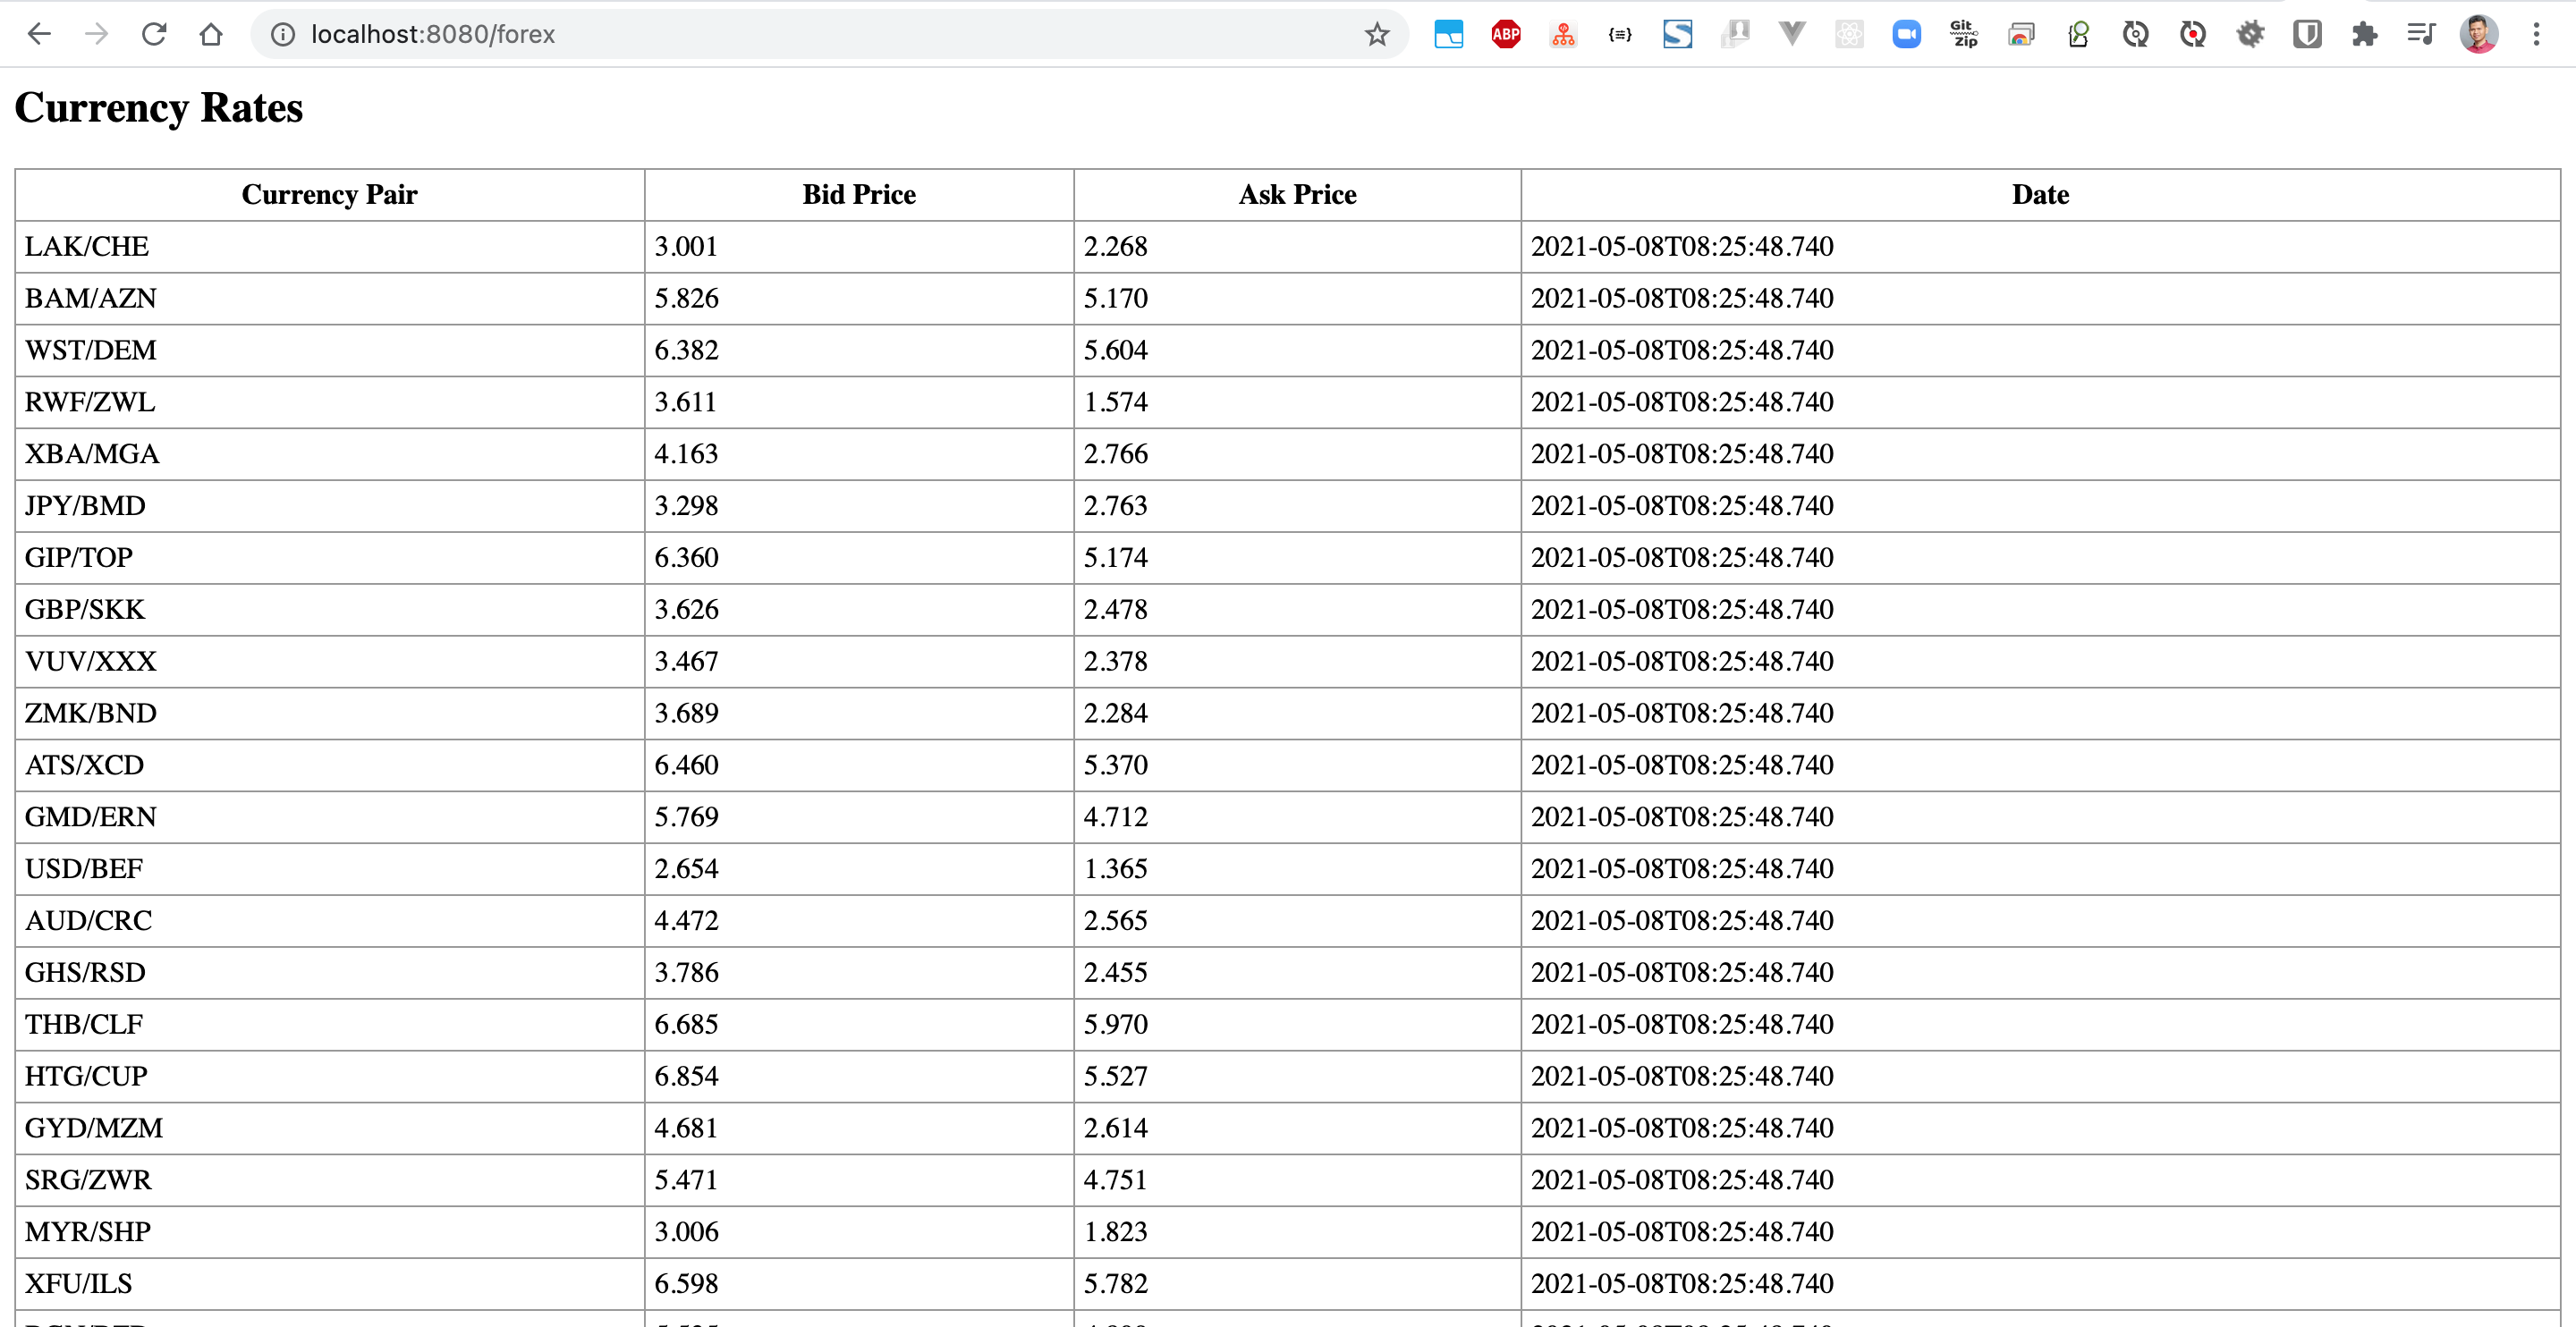 localhost:8080/forex
ABP
Git Zip
Currency Rates
Currency Pair Bid Price Ask Price Date
LAK/CHE 3.001 2.268 2021-05-08T08:25:48.740
BAM/AZN 5.826 5.170 2021-05-08T08:25:48.740
WST/DEM 6.382 5.604 2021-05-08T08:25:48.740
RWF/ZWL 3.611 1.574 2021-05-08T08:25:48.740
XBA/MGA 4.163 2.766 2021-05-08T08:25:48.740
JPY/BMD 3.298 2.763 2021-05-08T08:25:48.740
GIP/TOP 6.360 5.174 2021-05-08T08:25:48.740
GBP/SKK 3.626 2.478 2021-05-08T08:25:48.740
VUV/XXX 3.467 2.378 2021-05-08T08:25:48.740
ZMK/BND 3.689 2.284 2021-05-08T08:25:48.740
ATS/XCD 6.460 5.370 2021-05-08T08:25:48.740
GMD/ERN 5.769 4.712 2021-05-08T08:25:48.740
USD/BEF 2.654 1.365 2021-05-08T08:25:48.740
AUD/CRC 4.472 2.565 2021-05-08T08:25:48.740
GHS/RSD 3.786 2.455 2021-05-08T08:25:48.740
THB/CLF 6.685 5.970 2021-05-08T08:25:48.740
HTG/CUP 6.854 5.527 2021-05-08T08:25:48.740
GYD/MZM 4.681 2.614 2021-05-08T08:25:48.740
SRG/ZWR 5.471 4.751 2021-05-08T08:25:48.740
MYR/SHP 3.006 1.823 2021-05-08T08:25:48.740
XFU/ILS 6.598 5.782 2021-05-08T08:25:48.740